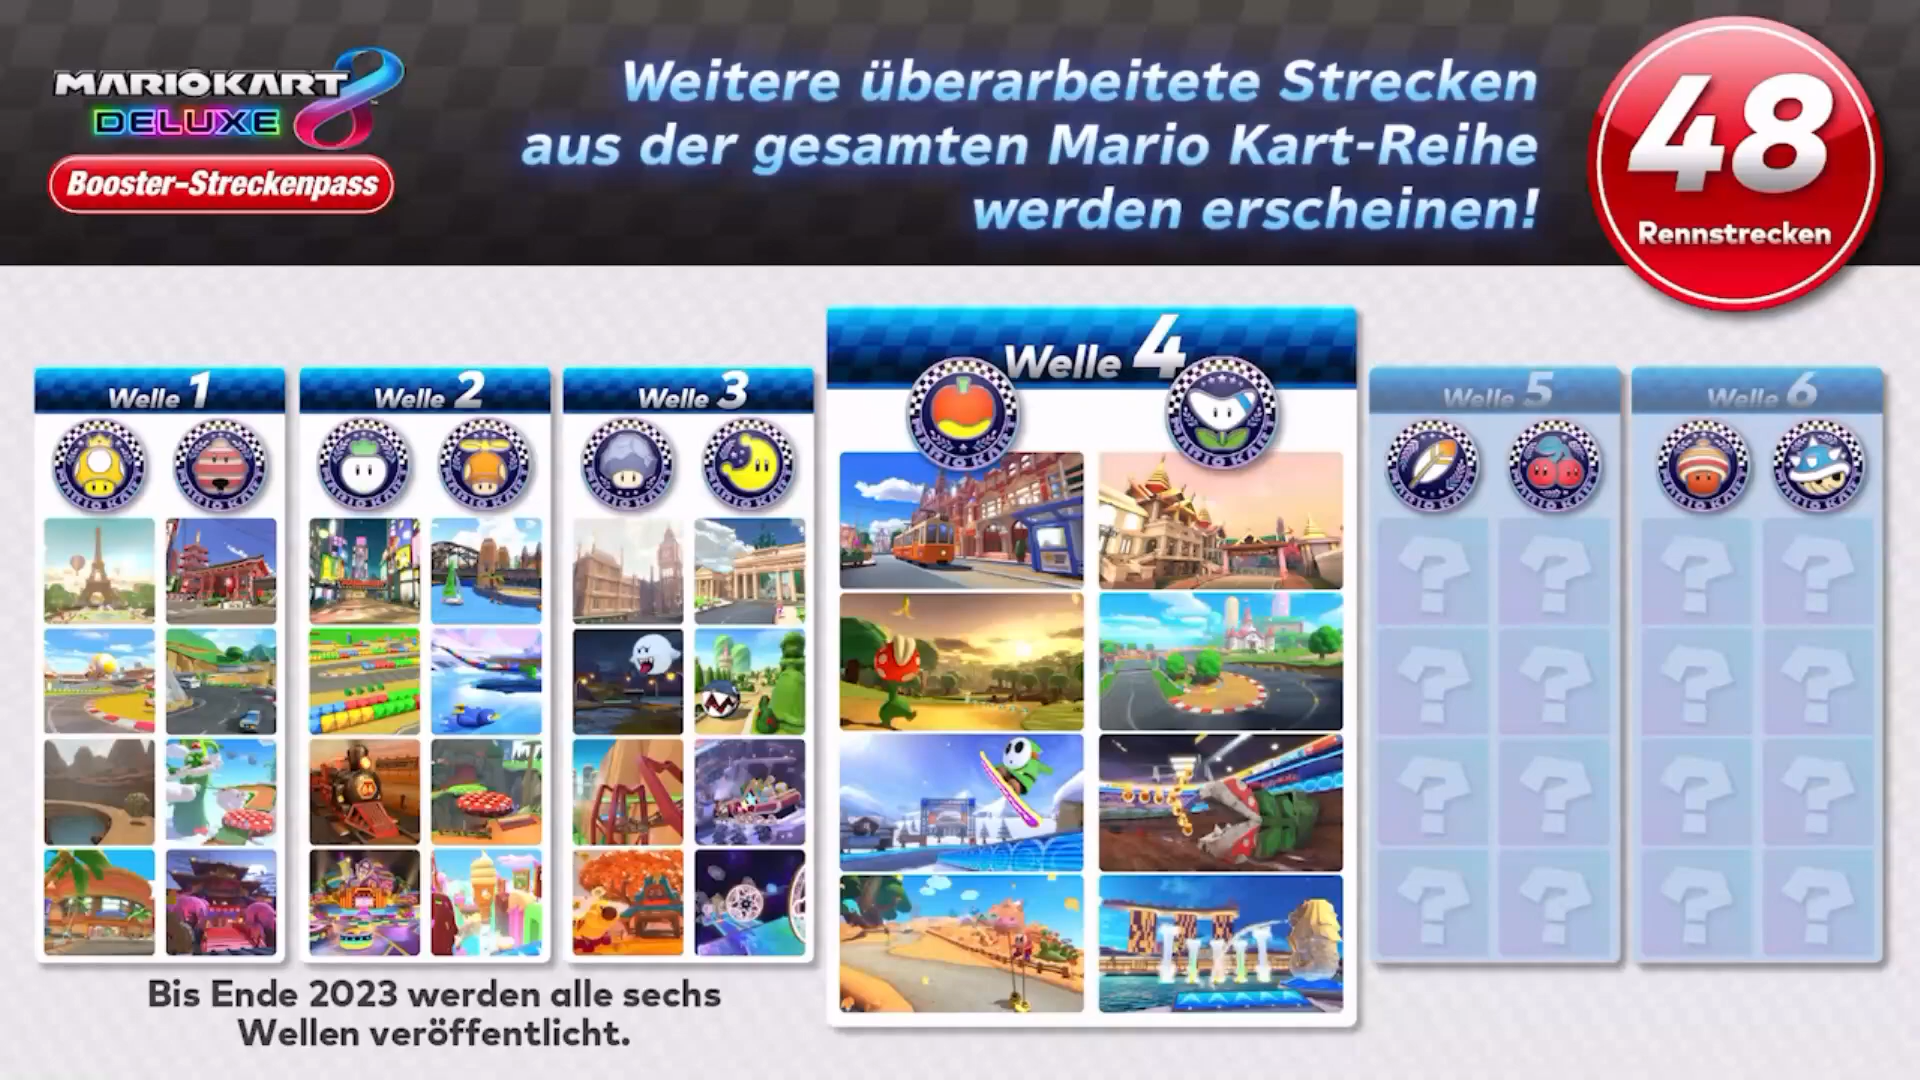 MARIOKART 8
DELUXE
Booster-Streckenpass
Weitere überarbeitete Strecken
aus der gesamten Mario Kart-Reihe
werden erscheinen!
48
Rennstrecken
Welle 1
Welle 2
Welle 3
Welle 4
Welle 5
Welle 6
Bis Ende 2023 werden alle sechs
Wellen veröffentlicht.